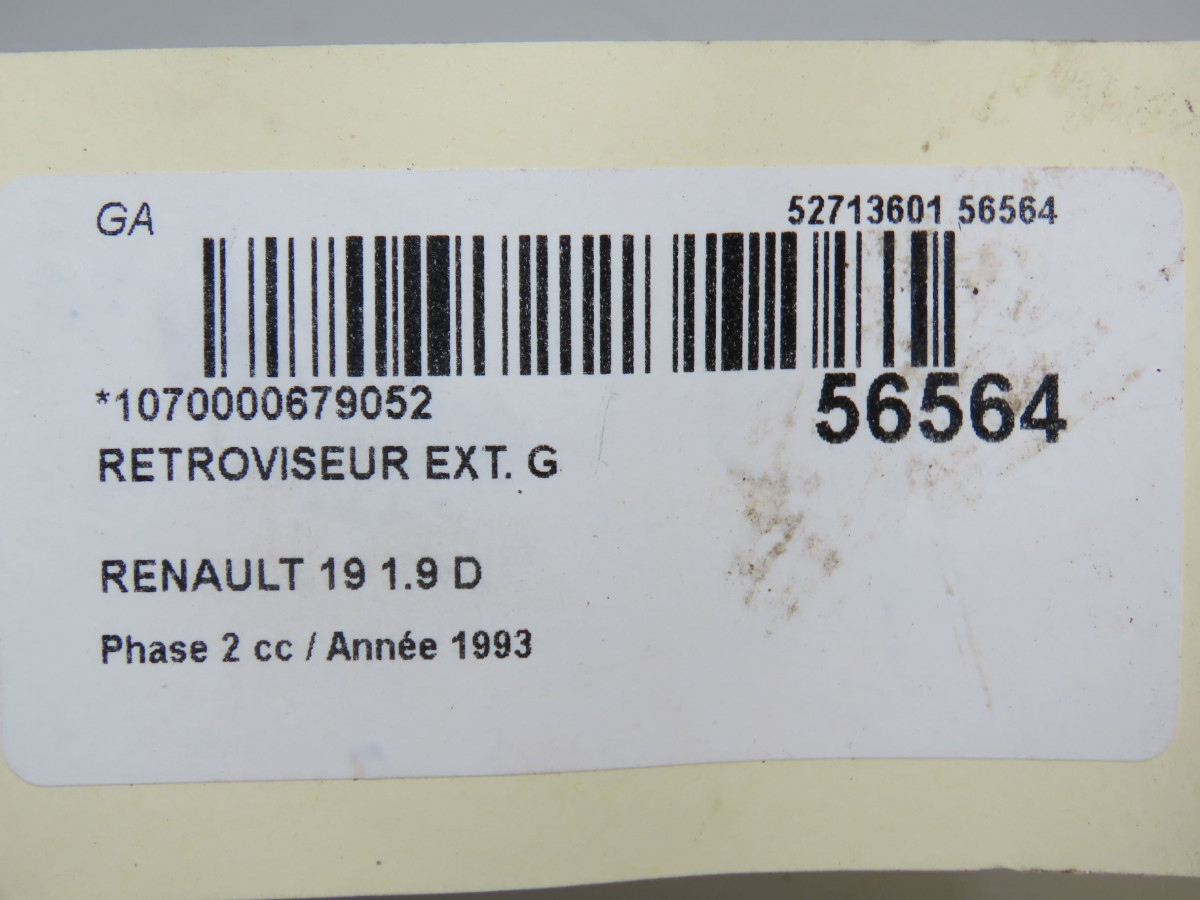 GA
52713601 56564
*1070000679052
56564
RETROVISEUR EXT. G
RENAULT 19 1.9 D
Phase 2 cc / Année 1993